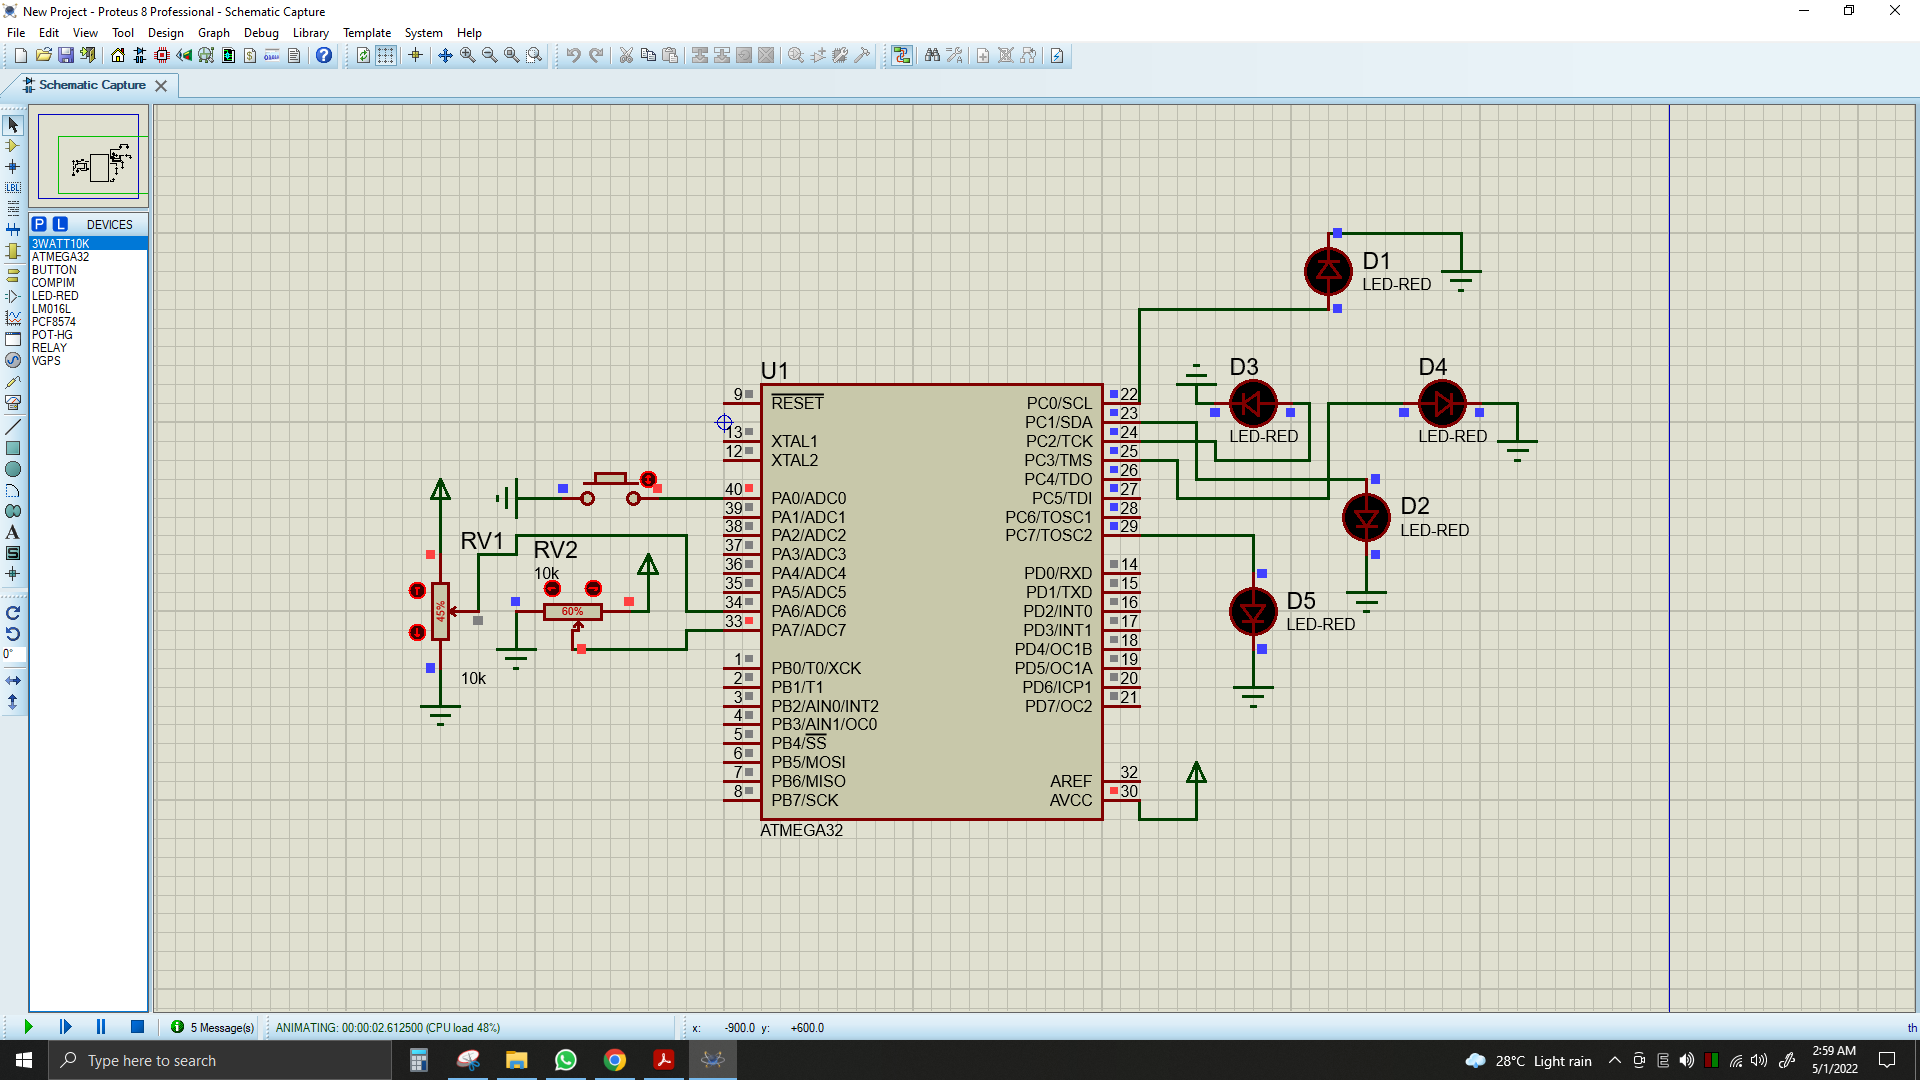 New Project - Proteus 8 Professional - Schematic Capture
File Edit View Tool Design Graph Debug Library Template System Help
Schematic Capture
P L DEVICES
3WATT10K
ATMEGA32
BUTTON
COMPIM
LED-RED
LM016L
PCF8574
POT-HG
RELAY
VGPS
LBL
A
S
0°
D1
LED-RED
U1
D3
D4
LED-RED
LED-RED
9 RESET
13 XTAL1
12 XTAL2
40 PA0/ADC0
39 PA1/ADC1
38 PA2/ADC2
37 PA3/ADC3
36 PA4/ADC4
35 PA5/ADC5
34 PA6/ADC6
33 PA7/ADC7
1 PB0/T0/XCK
2 PB1/T1
3 PB2/AIN0/INT2
4 PB3/AIN1/OC0
5 PB4/SS
6 PB5/MOSI
7 PB6/MISO
8 PB7/SCK
PC0/SCL 22
PC1/SDA 23
PC2/TCK 24
PC3/TMS 25
PC4/TDO 26
PC5/TDI 27
PC6/TOSC1 28
PC7/TOSC2 29
PD0/RXD 14
PD1/TXD 15
PD2/INT0 16
PD3/INT1 17
PD4/OC1B 18
PD5/OC1A 19
PD6/ICP1 20
PD7/OC2 21
AREF 32
AVCC 30
ATMEGA32
D2
LED-RED
D5
LED-RED
RV1
45%
10k
RV2
10k
60%
5 Message(s) ANIMATING: 00:00:02.612500 (CPU load 48%) x: -900.0 y: +600.0 th
Type here to search
28°C Light rain
2:59 AM
5/1/2022